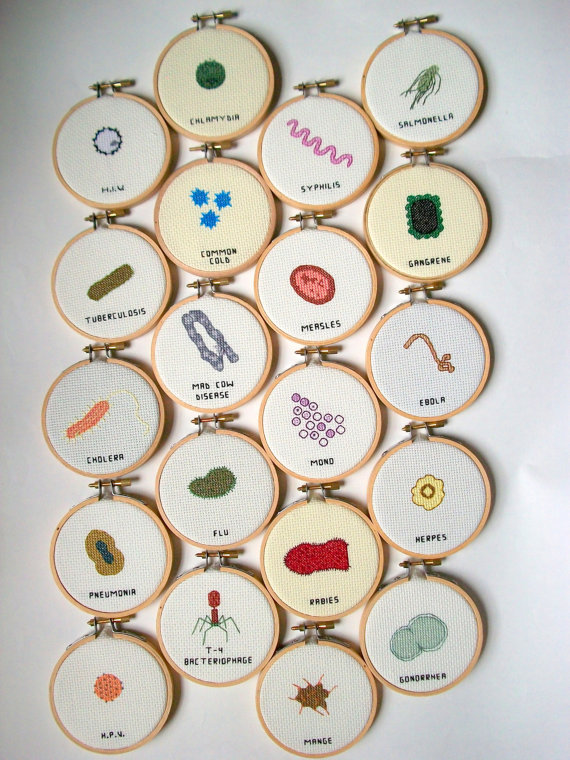 CHLAMYDIA
SALMONELLA
H.I.V.
SYPHILIS
COMMON
COLD
GANGRENE
TUBERCULOSIS
MEASLES
MAD COW
DISEASE
EBOLA
CHOLERA
MONO
FLU
HERPES
PNEUMONIA
RABIES
T-4
BACTERIOPHAGE
GONORRHEA
H.P.V.
MANGE